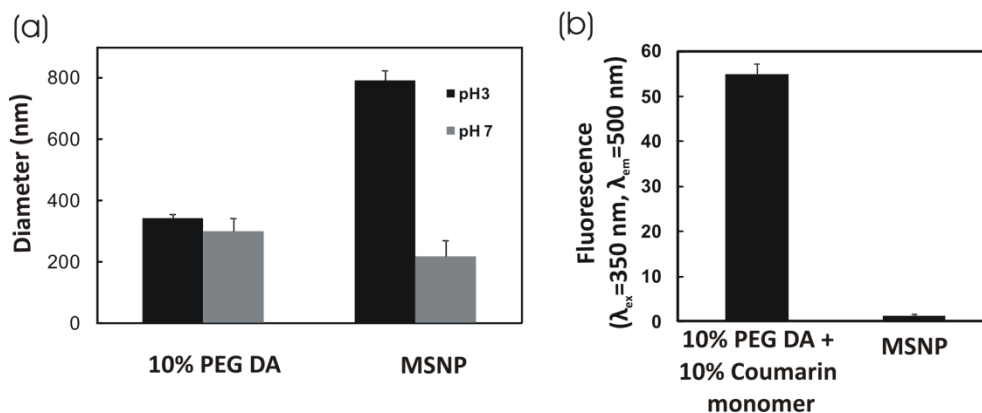 (a)
Diameter (nm)
800
600
400
200
0
pH3
pH 7
10% PEG DA
MSNP
(b)
Fluorescence
(λex=350 nm, λem=500 nm)
60
50
40
30
20
10
0
10% PEG DA +
10% Coumarin
monomer
MSNP